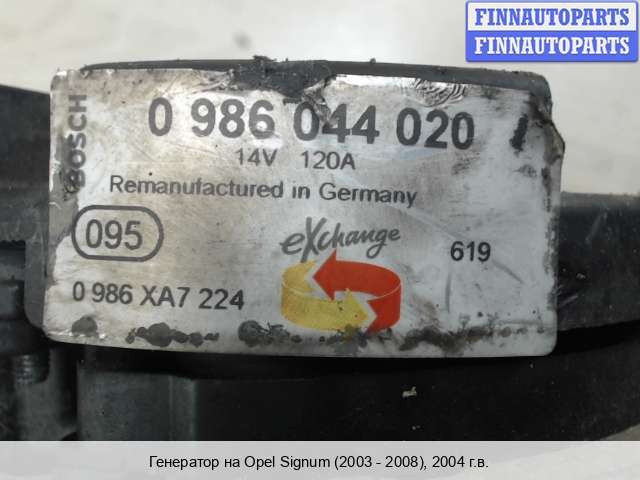 FINNAUTOPARTS
FINNAUTOPARTS
BOSCH
0 986 044 020
14V 120A
Remanufactured in Germany
095
eXchange
619
0 986 XA7 224
Генератор на Opel Signum (2003 - 2008), 2004 г.в.